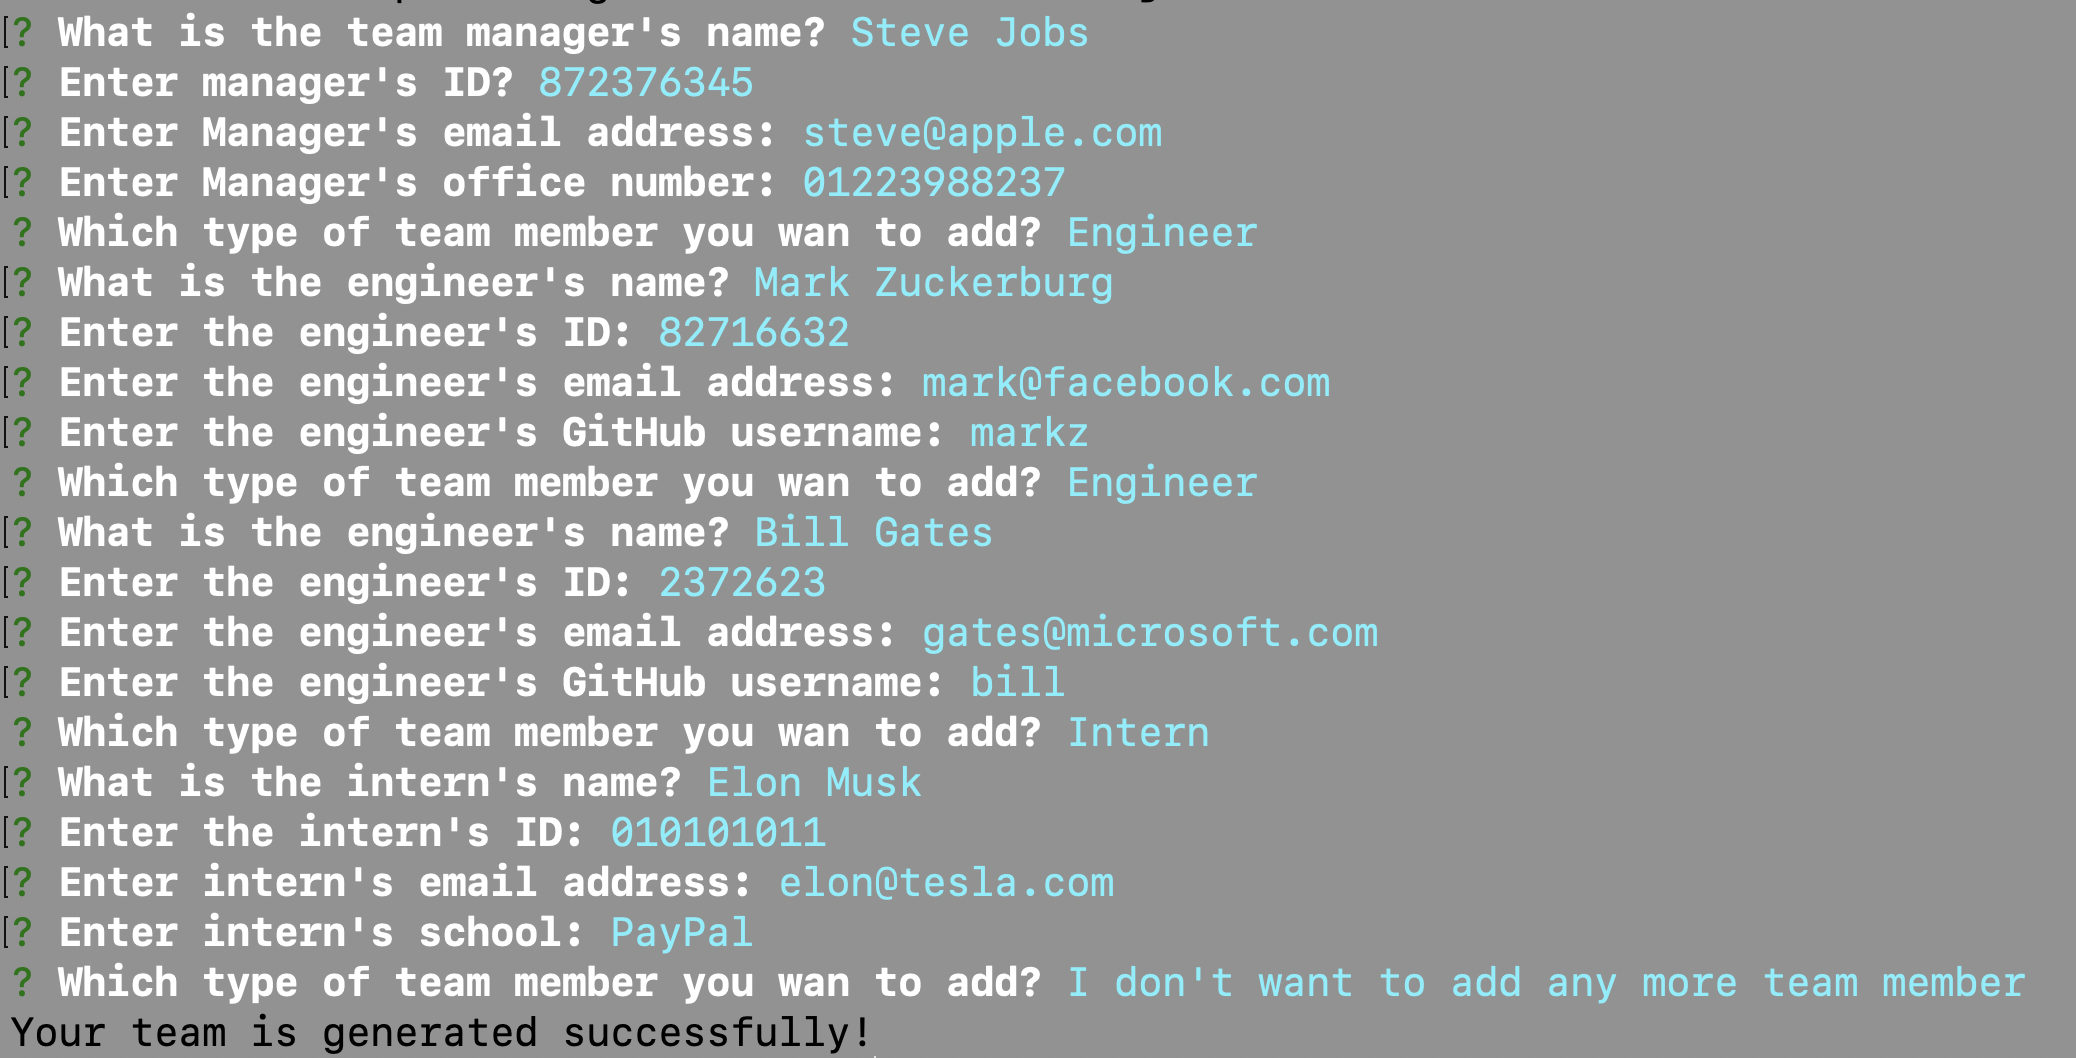 ? What is the team manager's name? Steve Jobs
? Enter manager's ID? 872376345
? Enter Manager's email address: steve@apple.com
? Enter Manager's office number: 01223988237
? Which type of team member you wan to add? Engineer
? What is the engineer's name? Mark Zuckerburg
? Enter the engineer's ID: 82716632
? Enter the engineer's email address: mark@facebook.com
? Enter the engineer's GitHub username: markz
? Which type of team member you wan to add? Engineer
? What is the engineer's name? Bill Gates
? Enter the engineer's ID: 2372623
? Enter the engineer's email address: gates@microsoft.com
? Enter the engineer's GitHub username: bill
? Which type of team member you wan to add? Intern
? What is the intern's name? Elon Musk
? Enter the intern's ID: 010101011
? Enter intern's email address: elon@tesla.com
? Enter intern's school: PayPal
? Which type of team member you wan to add? I don't want to add any more team member
Your team is generated successfully!